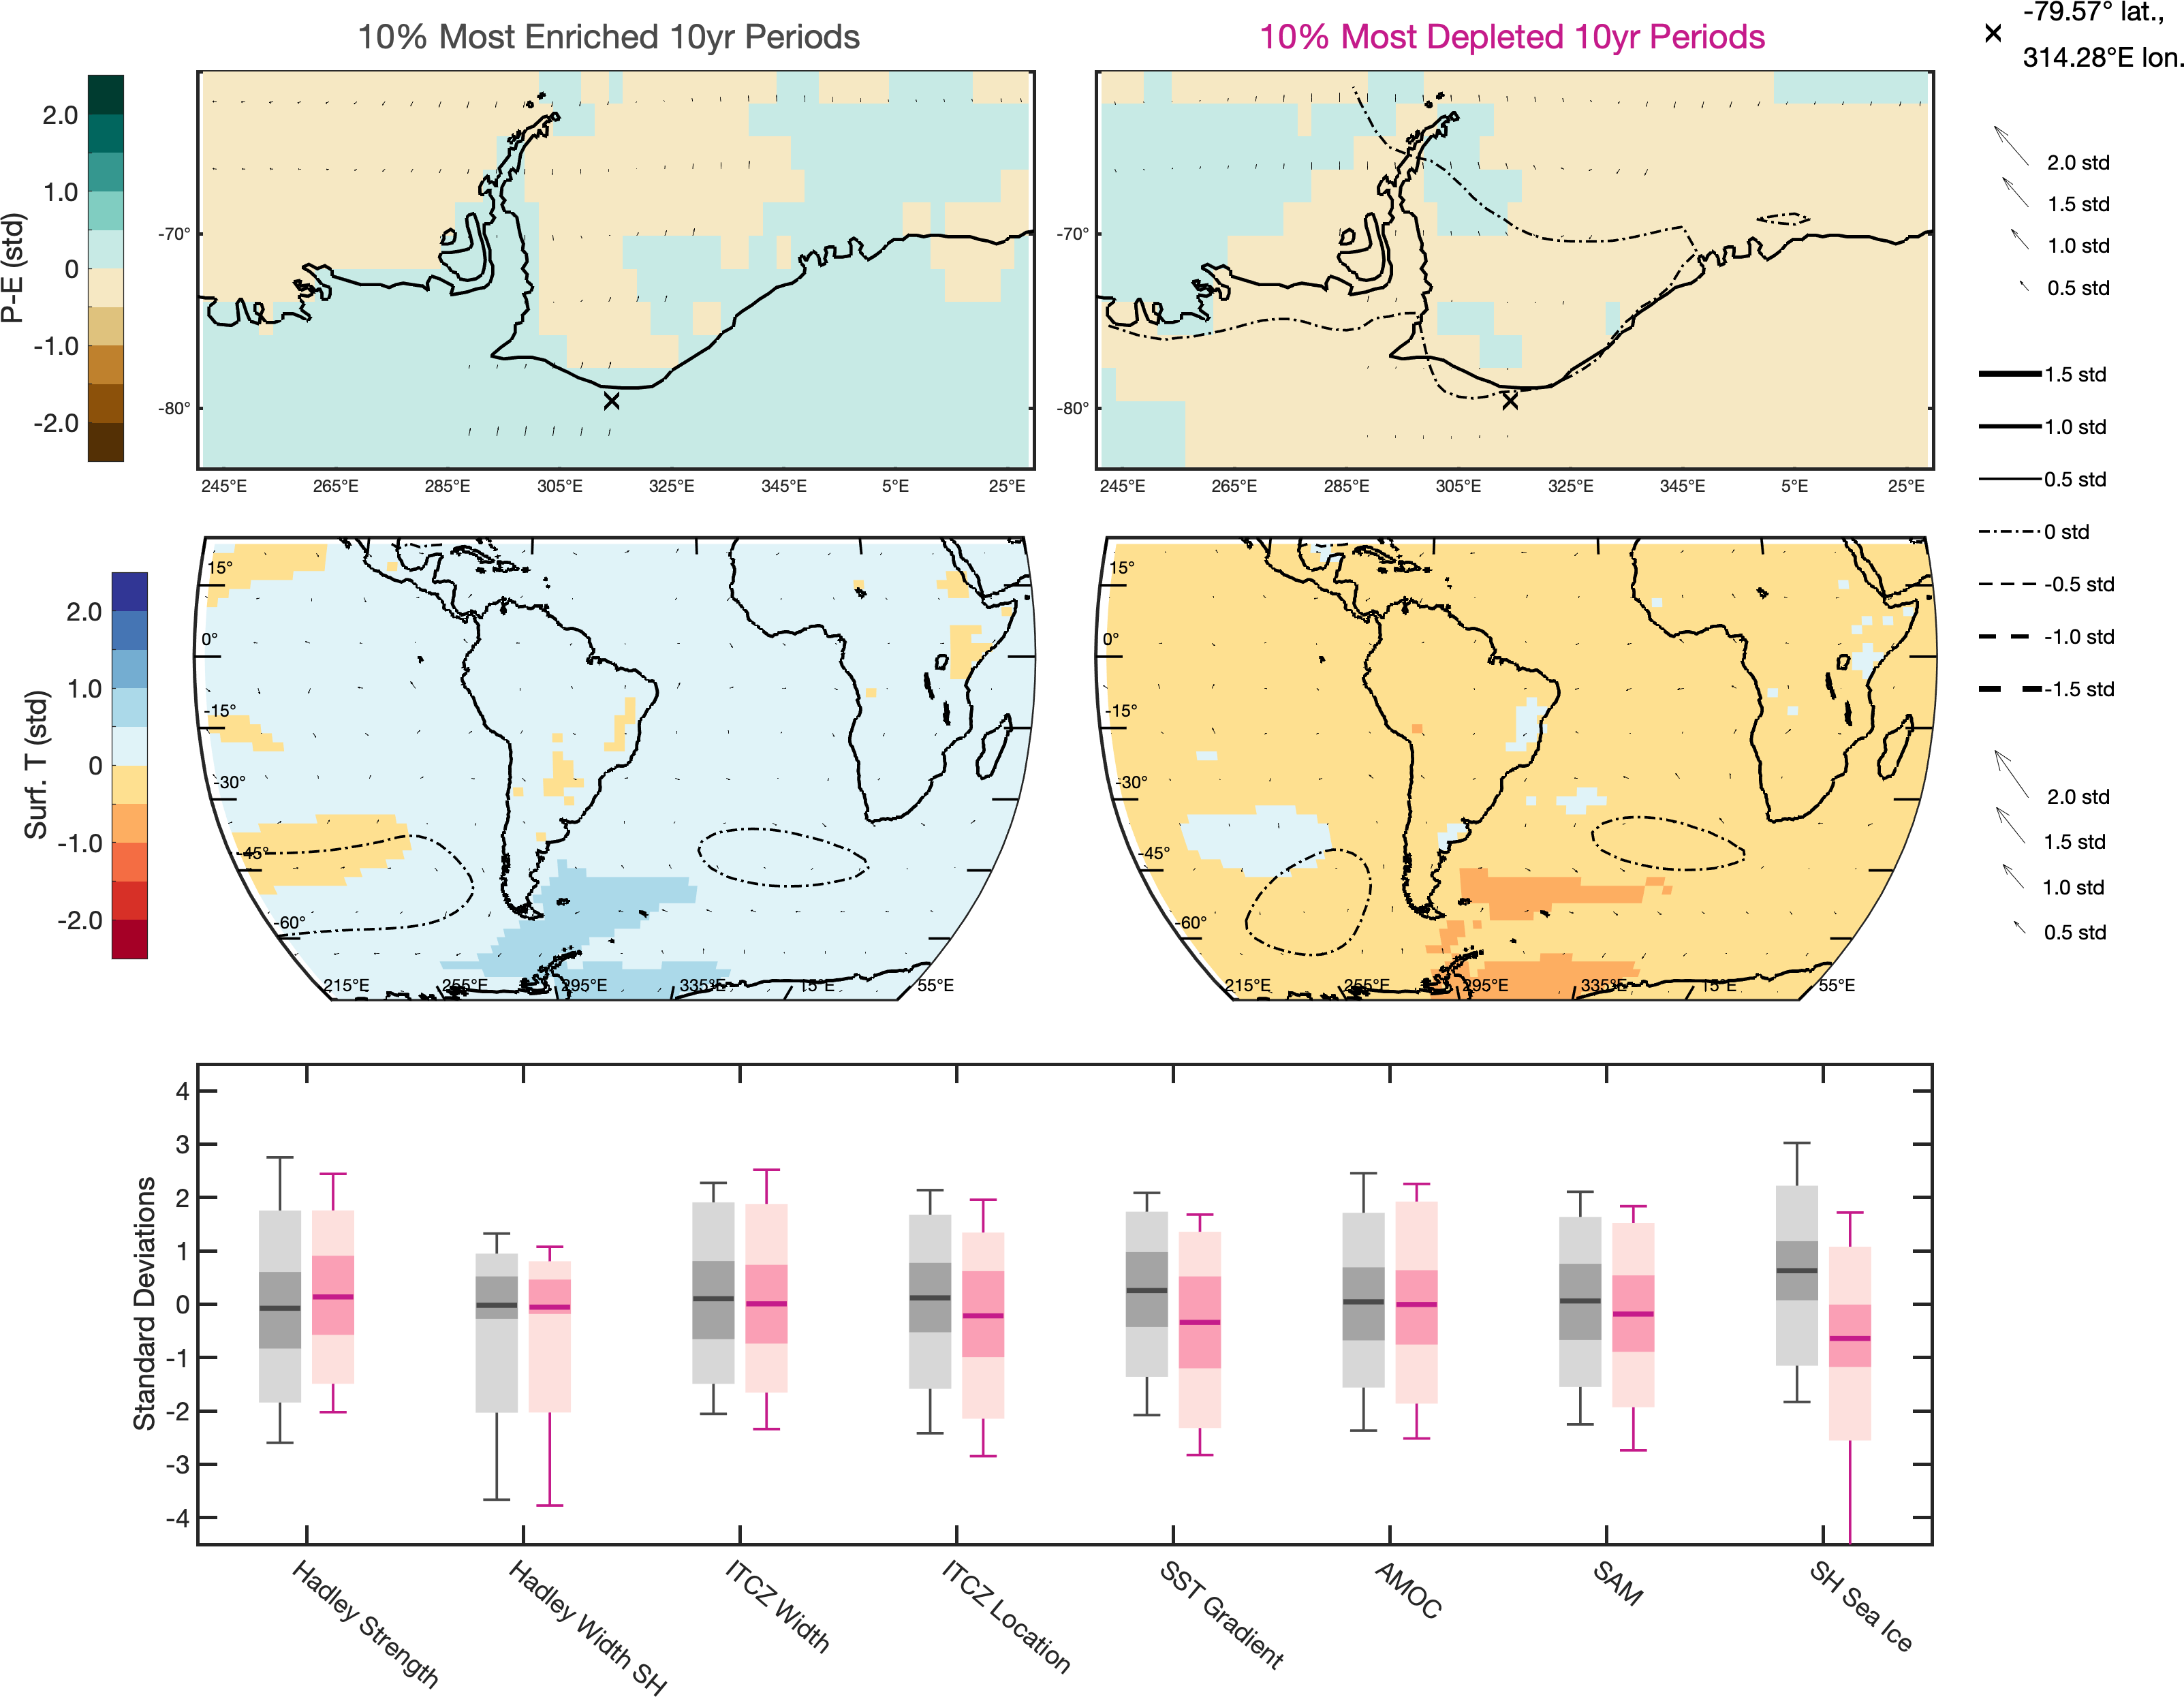 10% Most Enriched 10yr Periods
10% Most Depleted 10yr Periods
-79.57° lat.,
314.28°E lon.
P-E (std)
2.0
1.0
0
-1.0
-2.0
-70°
-80°
245°E 265°E 285°E 305°E 325°E 345°E 5°E 25°E
-70°
-80°
245°E 265°E 285°E 305°E 325°E 345°E 5°E 25°E
2.0 std
1.5 std
1.0 std
0.5 std
1.5 std
1.0 std
0.5 std
0 std
-0.5 std
-1.0 std
-1.5 std
2.0 std
1.5 std
1.0 std
0.5 std
Surf. T (std)
2.0
1.0
0
-1.0
-2.0
15°
0°
-15°
-30°
-45°
-60°
215°E 255°E 295°E 335°E 15°E 55°E
15°
0°
-15°
-30°
-45°
-60°
215°E 255°E 295°E 335°E 15°E 55°E
Standard Deviations
4
3
2
1
0
-1
-2
-3
-4
Hadley Strength
Hadley Width SH
ITCZ Width
ITCZ Location
SST Gradient
AMOC
SAM
SH Sea Ice